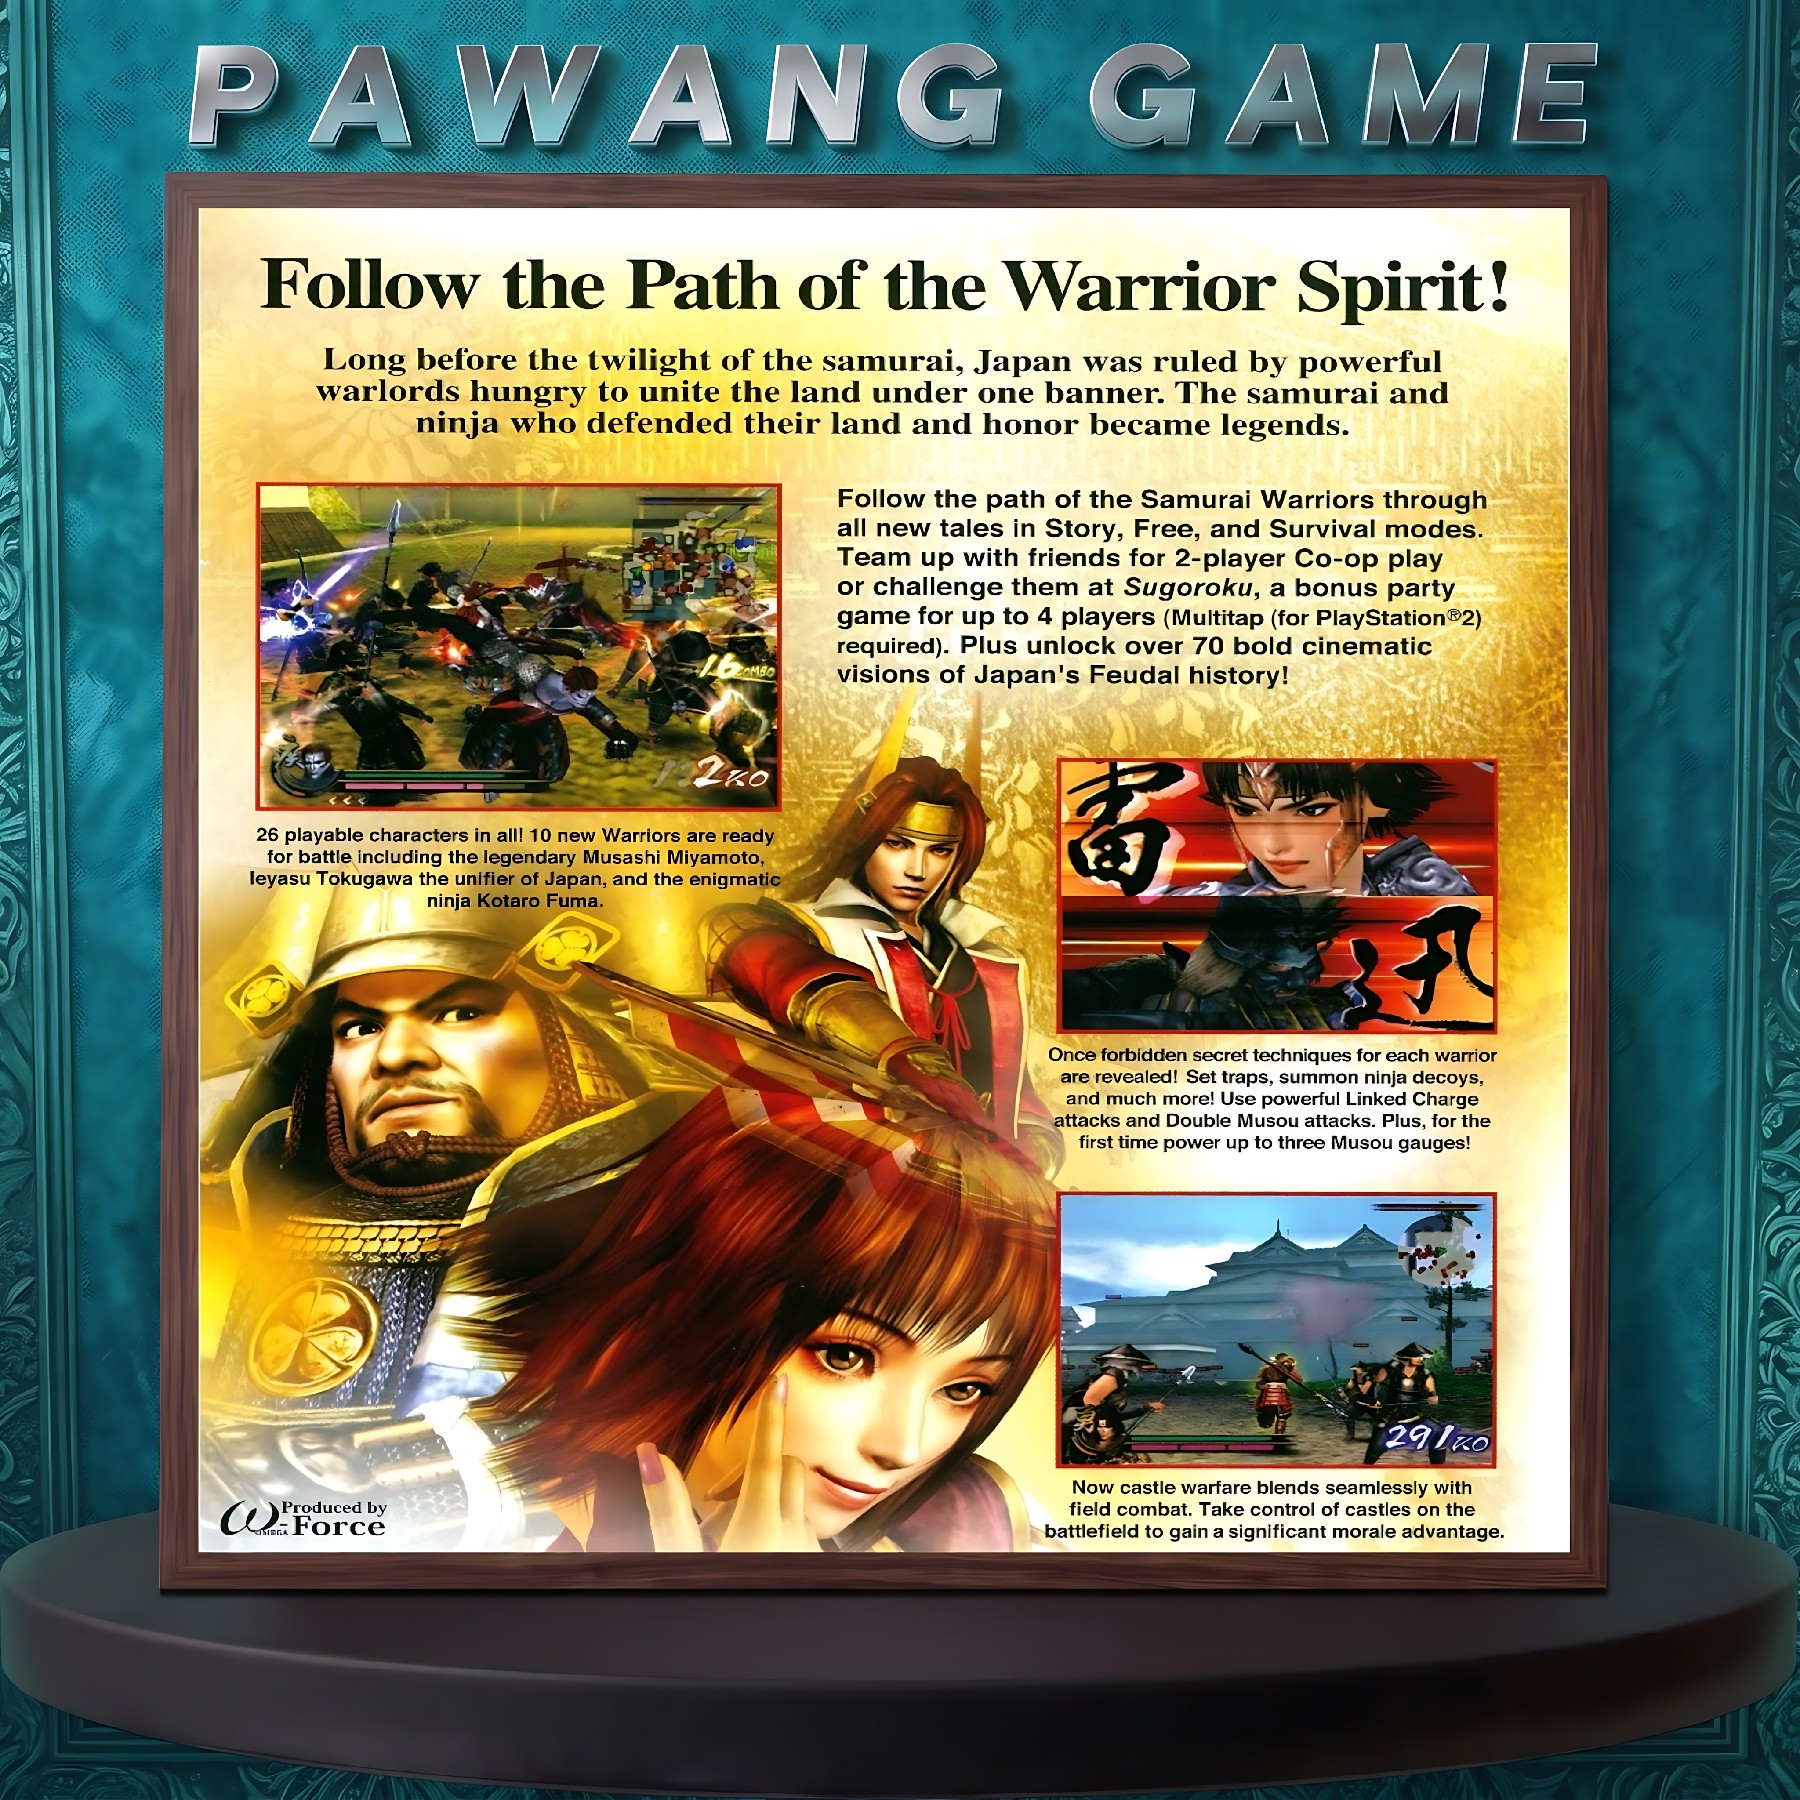 PAWANG GAME
Follow the Path of the Warrior Spirit!
Long before the twilight of the samurai, Japan was ruled by powerful
warlords hungry to unite the land under one banner. The samurai and
ninja who defended their land and honor became legends.
Follow the path of the Samurai Warriors through
all new tales in Story, Free, and Survival modes.
Team up with friends for 2-player Co-op play
or challenge them at Sugoroku, a bonus party
game for up to 4 players (Multitap (for PlayStation®2)
required). Plus unlock over 70 bold cinematic
visions of Japan's Feudal history!
16 COMBO
2 KO
26 playable characters in all! 10 new Warriors are ready
for battle including the legendary Musashi Miyamoto,
Ieyasu Tokugawa the unifier of Japan, and the enigmatic
ninja Kotaro Fuma.
迅
Once forbidden secret techniques for each warrior
are revealed! Set traps, summon ninja decoys,
and much more! Use powerful Linked Charge
attacks and Double Musou attacks. Plus, for the
first time power up to three Musou gauges!
291 KO
Now castle warfare blends seamlessly with
field combat. Take control of castles on the
battlefield to gain a significant morale advantage.
Produced by
ω-Force
OMEGA